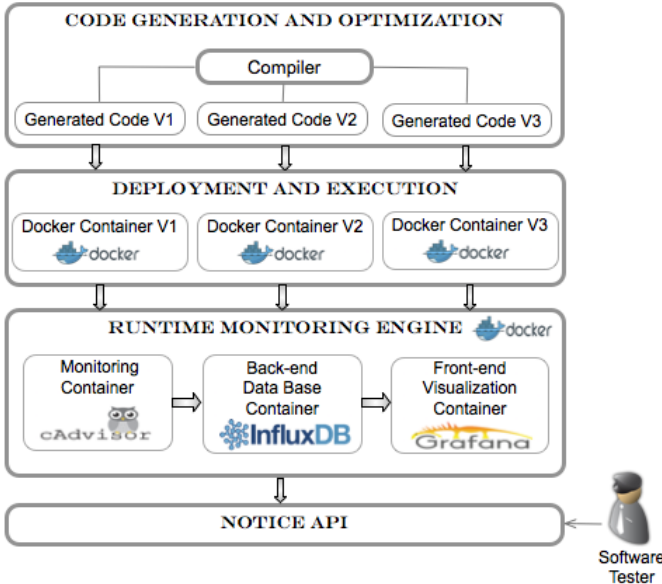 CODE GENERATION AND OPTIMIZATION
Compiler
Generated Code V1
Generated Code V2
Generated Code V3
DEPLOYMENT AND EXECUTION
Docker Container V1
docker
Docker Container V2
docker
Docker Container V3
docker
RUNTIME MONITORING ENGINE
docker
Monitoring
Container
cAdvisor
Back-end
Data Base
Container
InfluxDB
Front-end
Visualization
Container
Grafana
NOTICE API
Software
Tester